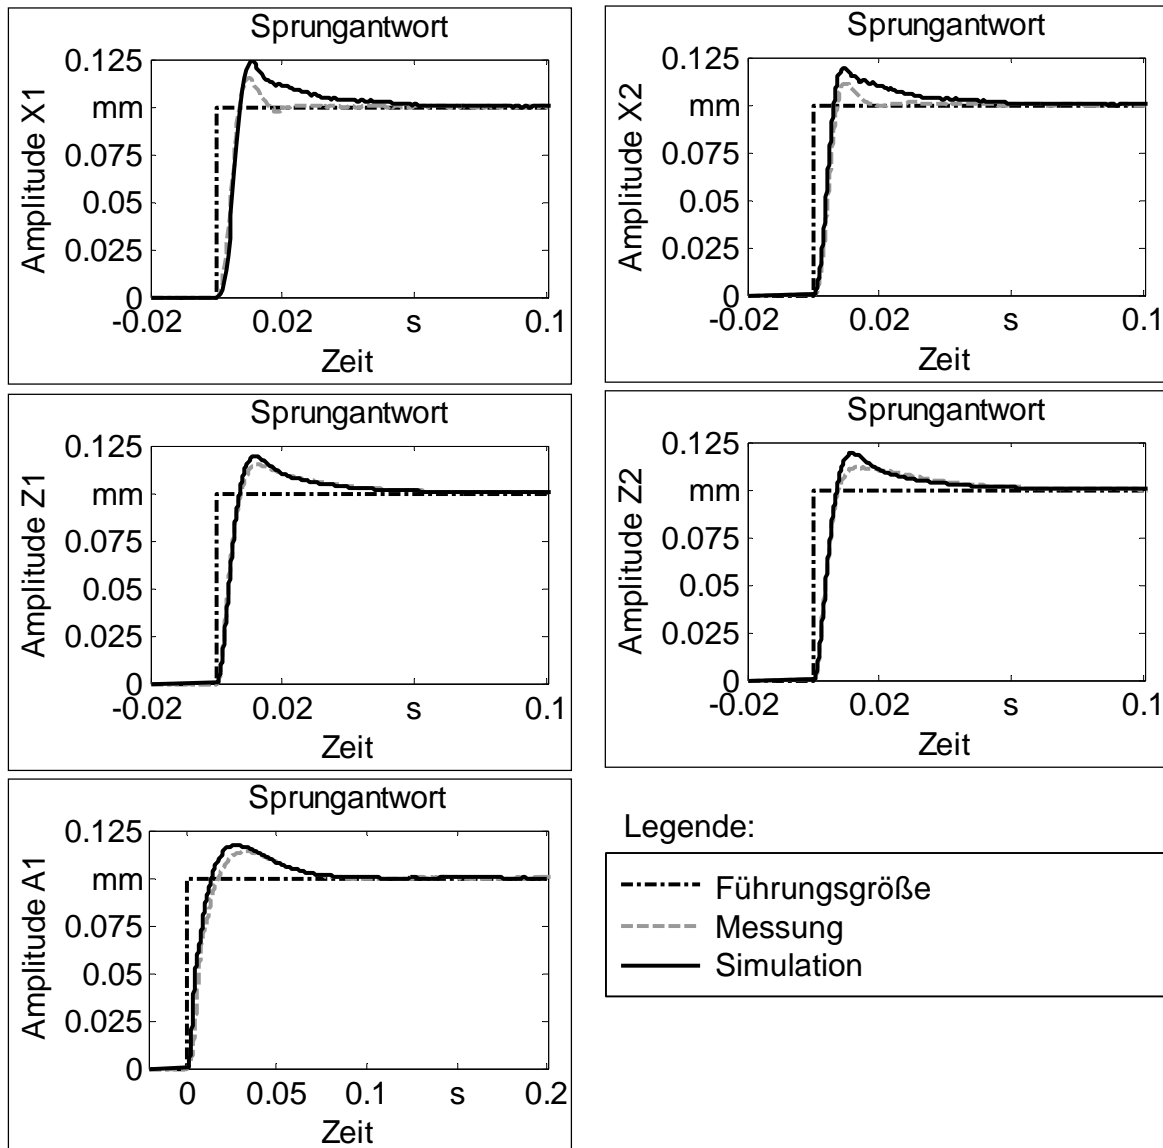 Sprungantwort
0.125
mm
0.075
0.05
0.025
0
Amplitude X1
-0.02 0.02 s 0.1
Zeit
Sprungantwort
0.125
mm
0.075
0.05
0.025
0
Amplitude X2
-0.02 0.02 s 0.1
Zeit
Sprungantwort
0.125
mm
0.075
0.05
0.025
0
Amplitude Z1
-0.02 0.02 s 0.1
Zeit
Sprungantwort
0.125
mm
0.075
0.05
0.025
0
Amplitude Z2
-0.02 0.02 s 0.1
Zeit
Sprungantwort
0.125
mm
0.075
0.05
0.025
0
Amplitude A1
0 0.05 0.1 s 0.2
Zeit
Legende:
Führungsgröße
Messung
Simulation